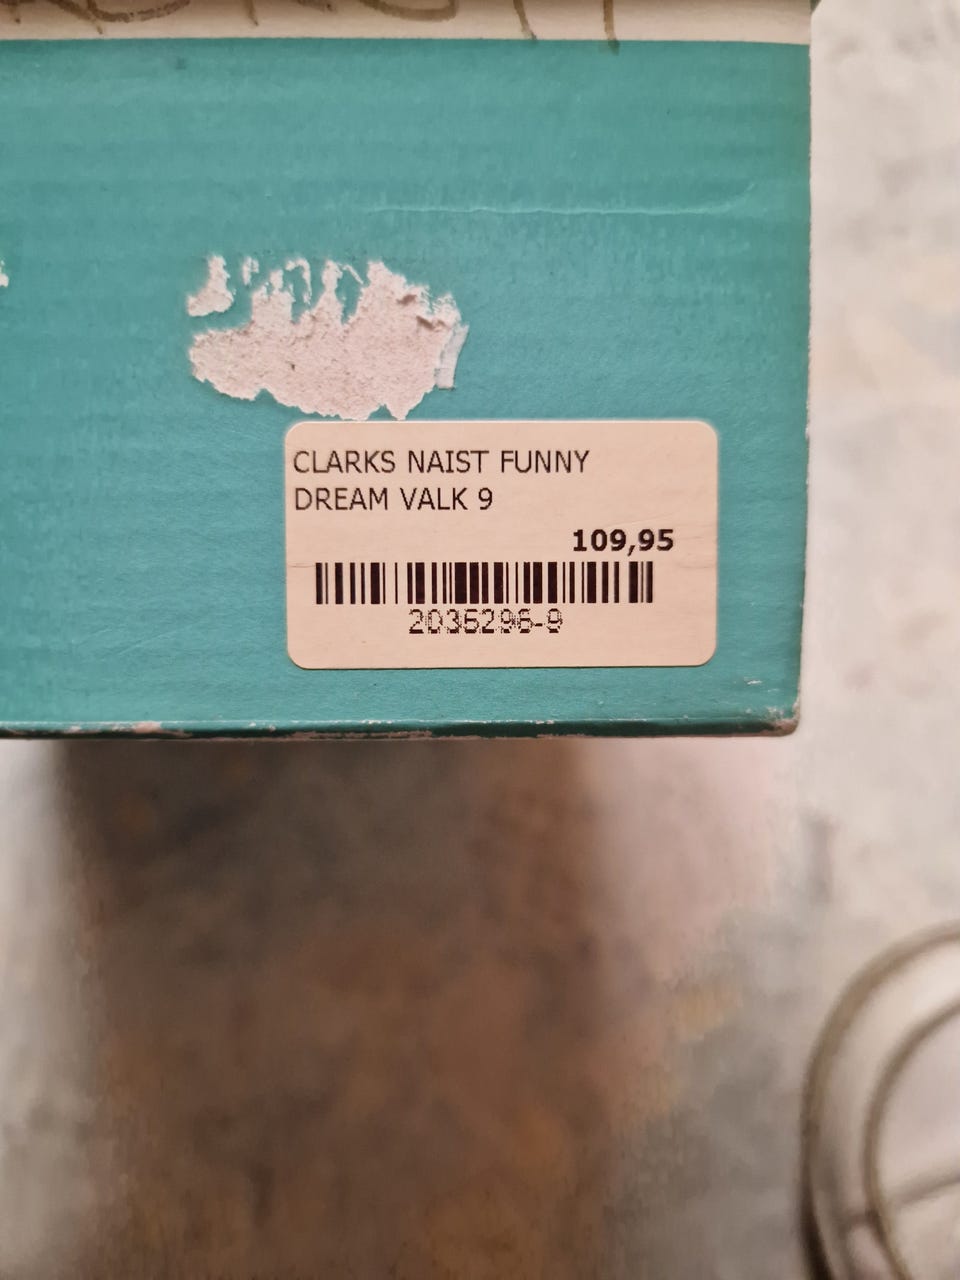 CLARKS NAIST FUNNY
DREAM VALK 9
109,95
2036296-9